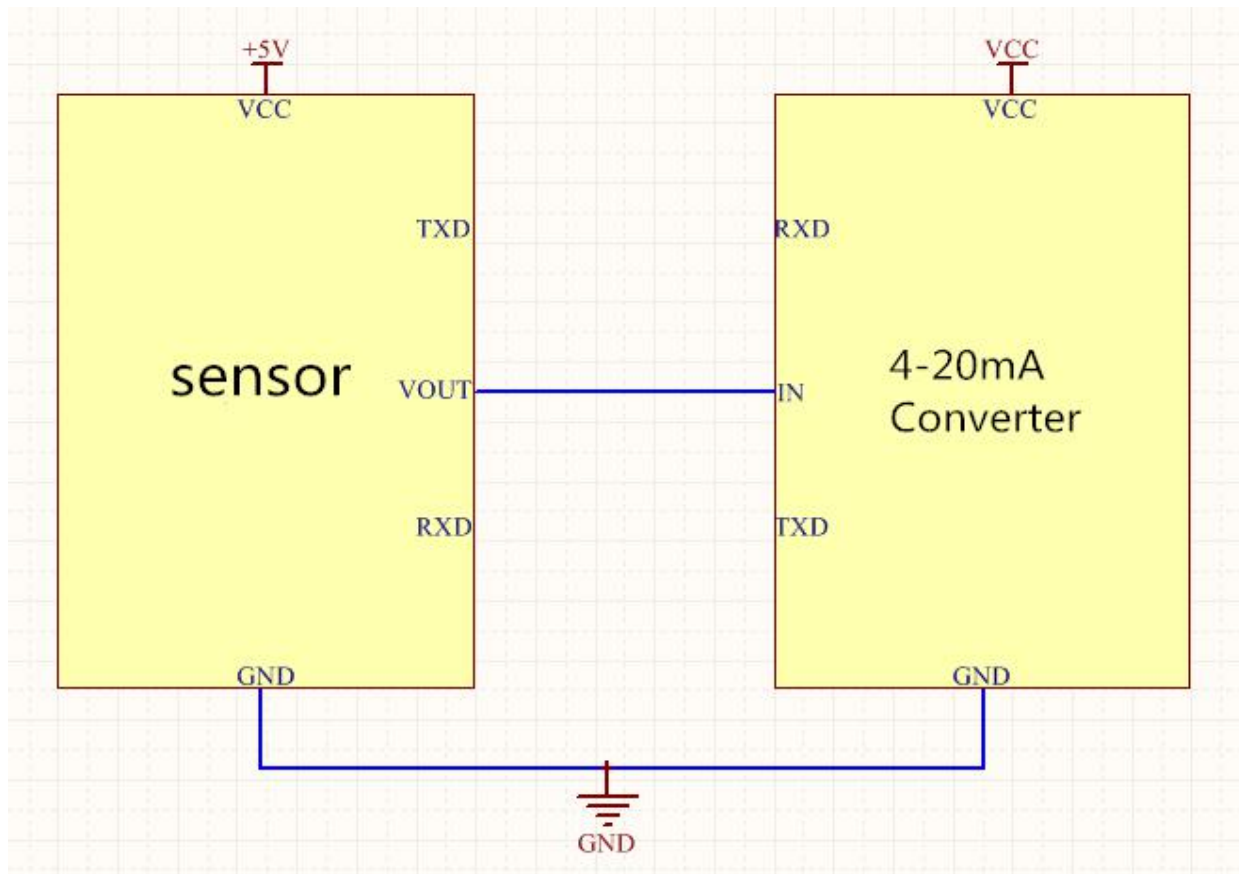 +5V
VCC
VCC
VCC
TXD
RXD
sensor
VOUT
IN
4-20mA
Converter
RXD
TXD
GND
GND
GND